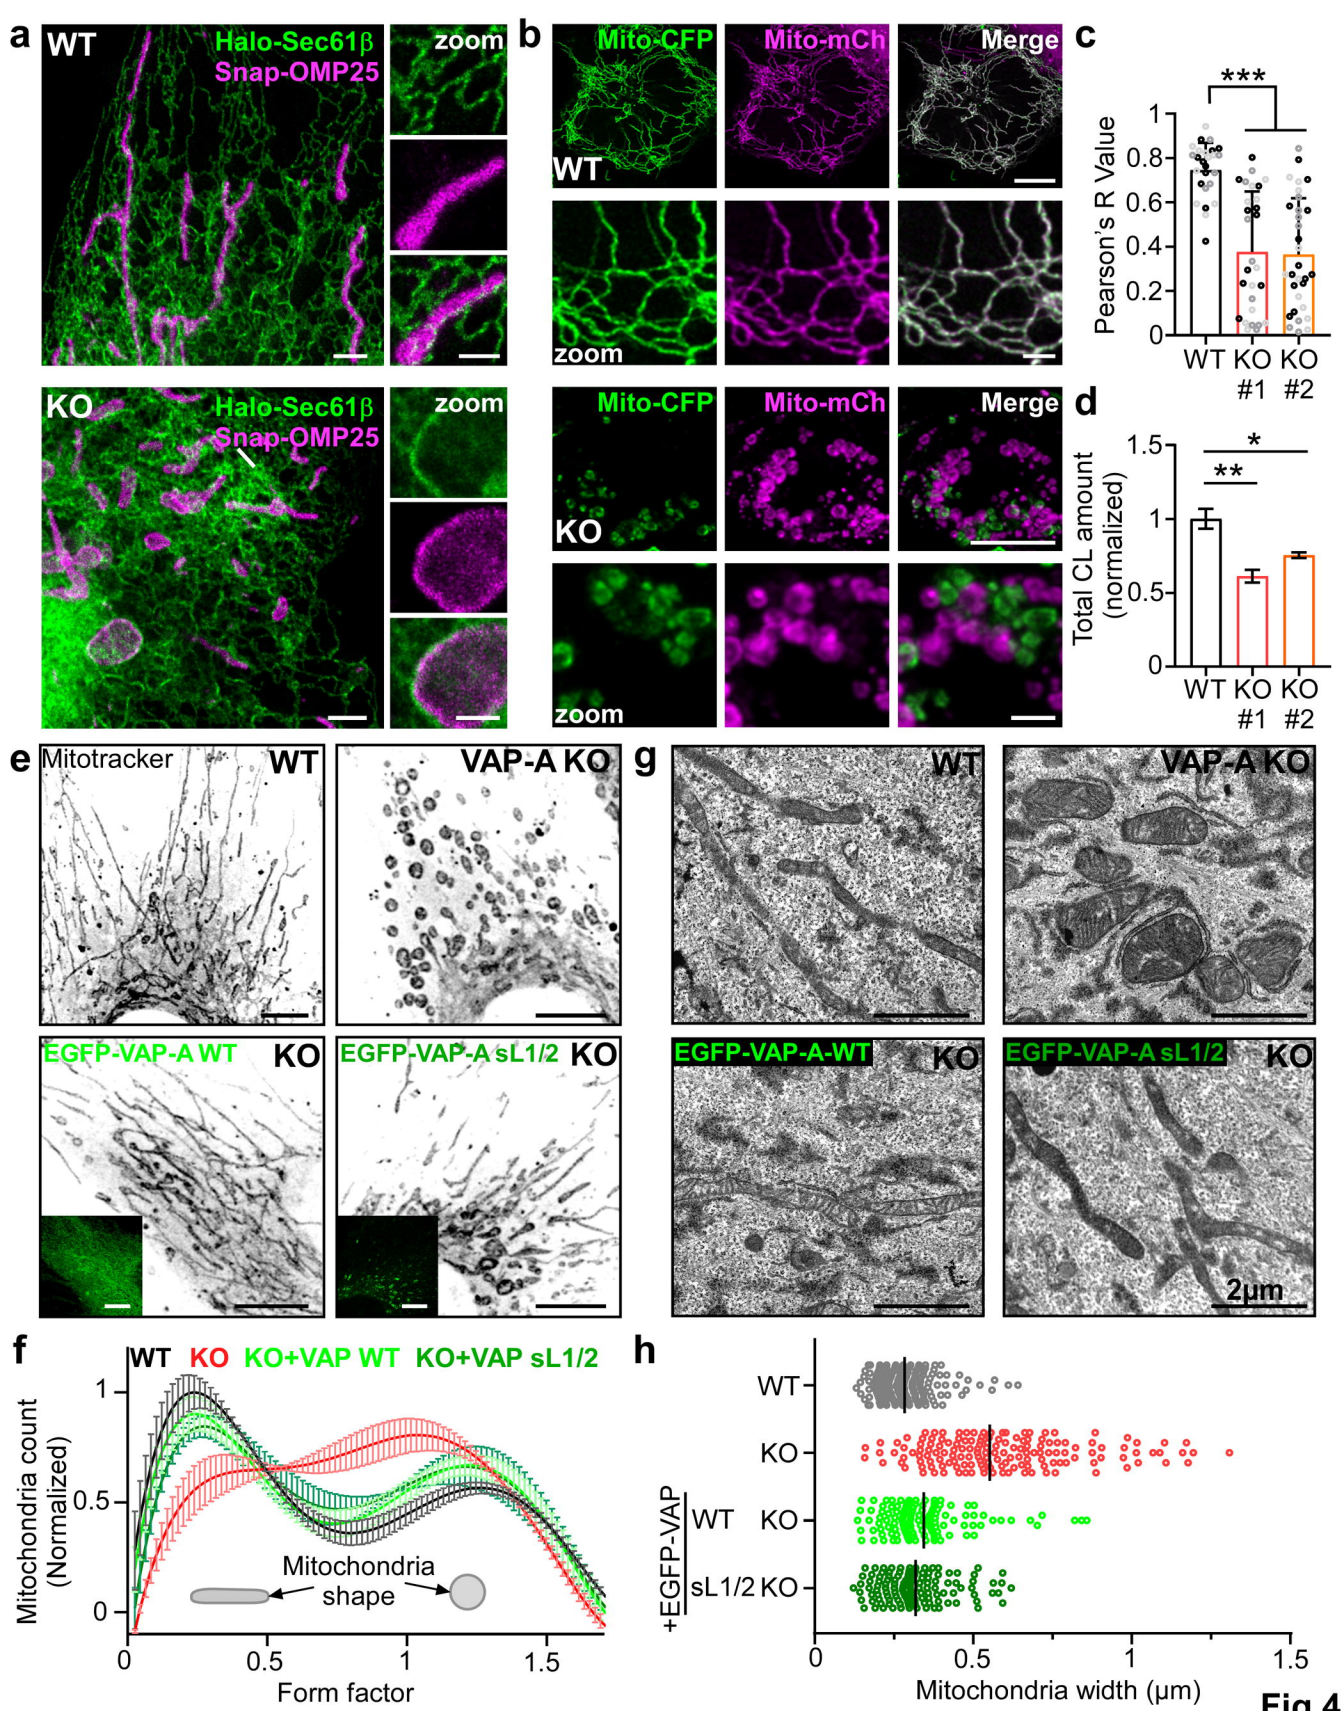 a
WT
Halo-Sec61β
Snap-OMP25
zoom
KO
Halo-Sec61β
Snap-OMP25
zoom
b
Mito-CFP
Mito-mCh
Merge
WT
zoom
Mito-CFP
Mito-mCh
Merge
KO
zoom
c
***
Pearson's R Value
1
0.8
0.6
0.4
0.2
0
WT
KO
#1
KO
#2
d
*
**
Total CL amount
(normalized)
1.5
1
0.5
0
WT
KO
#1
KO
#2
e
Mitotracker
WT
VAP-A KO
EGFP-VAP-A WT
KO
EGFP-VAP-A sL1/2
KO
g
WT
VAP-A KO
EGFP-VAP-A-WT
KO
EGFP-VAP-A sL1/2
KO
2µm
f
WT KO KO+VAP WT KO+VAP sL1/2
Mitochondria count
(Normalized)
1
0.5
0
Mitochondria
shape
0 0.5 1 1.5
Form factor
h
WT
KO
WT KO
sL1/2 KO
+EGFP-VAP
0 0.5 1 1.5
Mitochondria width (µm)
Fig 4